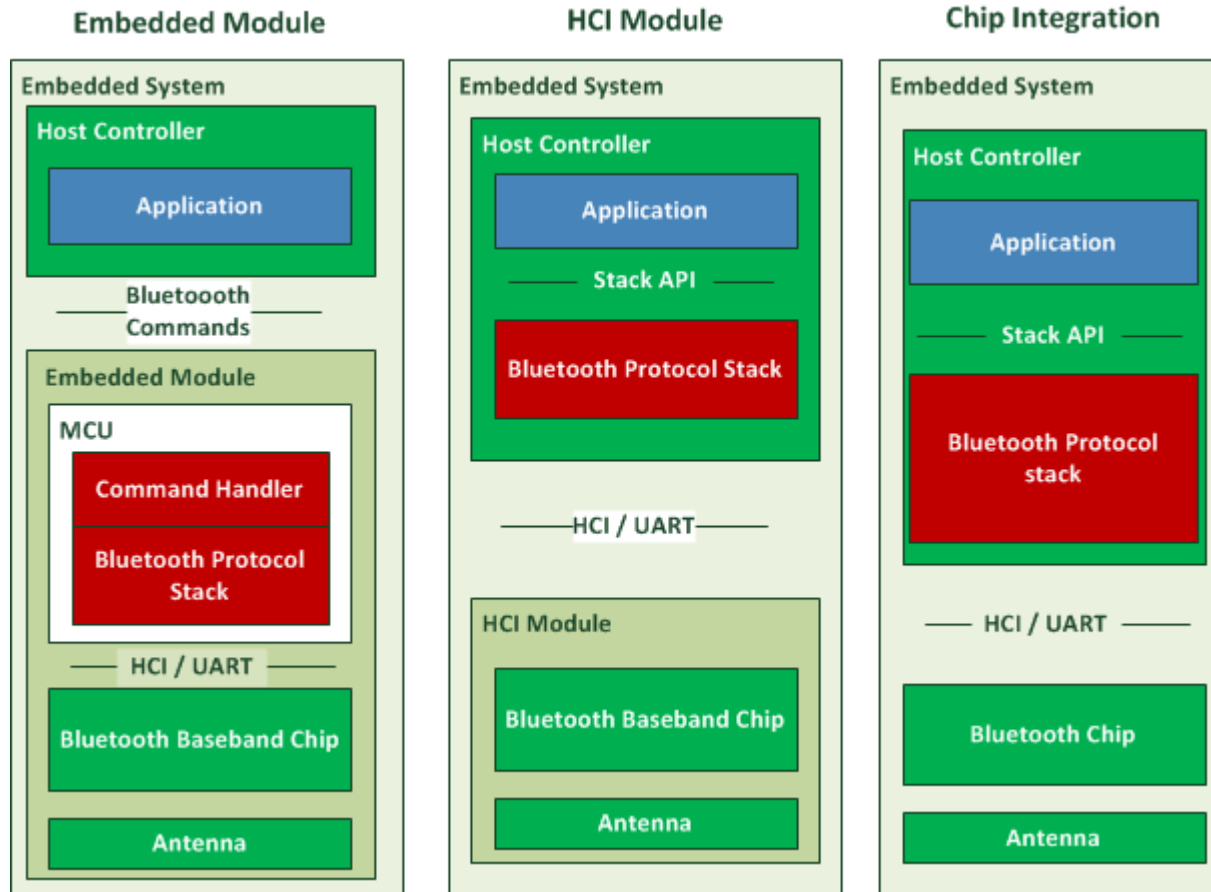 Embedded Module
Embedded System
Host Controller
Application
Bluetoooth
Commands
Embedded Module
MCU
Command Handler
Bluetooth Protocol
Stack
HCI / UART
Bluetooth Baseband Chip
Antenna
HCI Module
Embedded System
Host Controller
Application
Stack API
Bluetooth Protocol Stack
HCI / UART
HCI Module
Bluetooth Baseband Chip
Antenna
Chip Integration
Embedded System
Host Controller
Application
Stack API
Bluetooth Protocol
stack
HCI / UART
Bluetooth Chip
Antenna